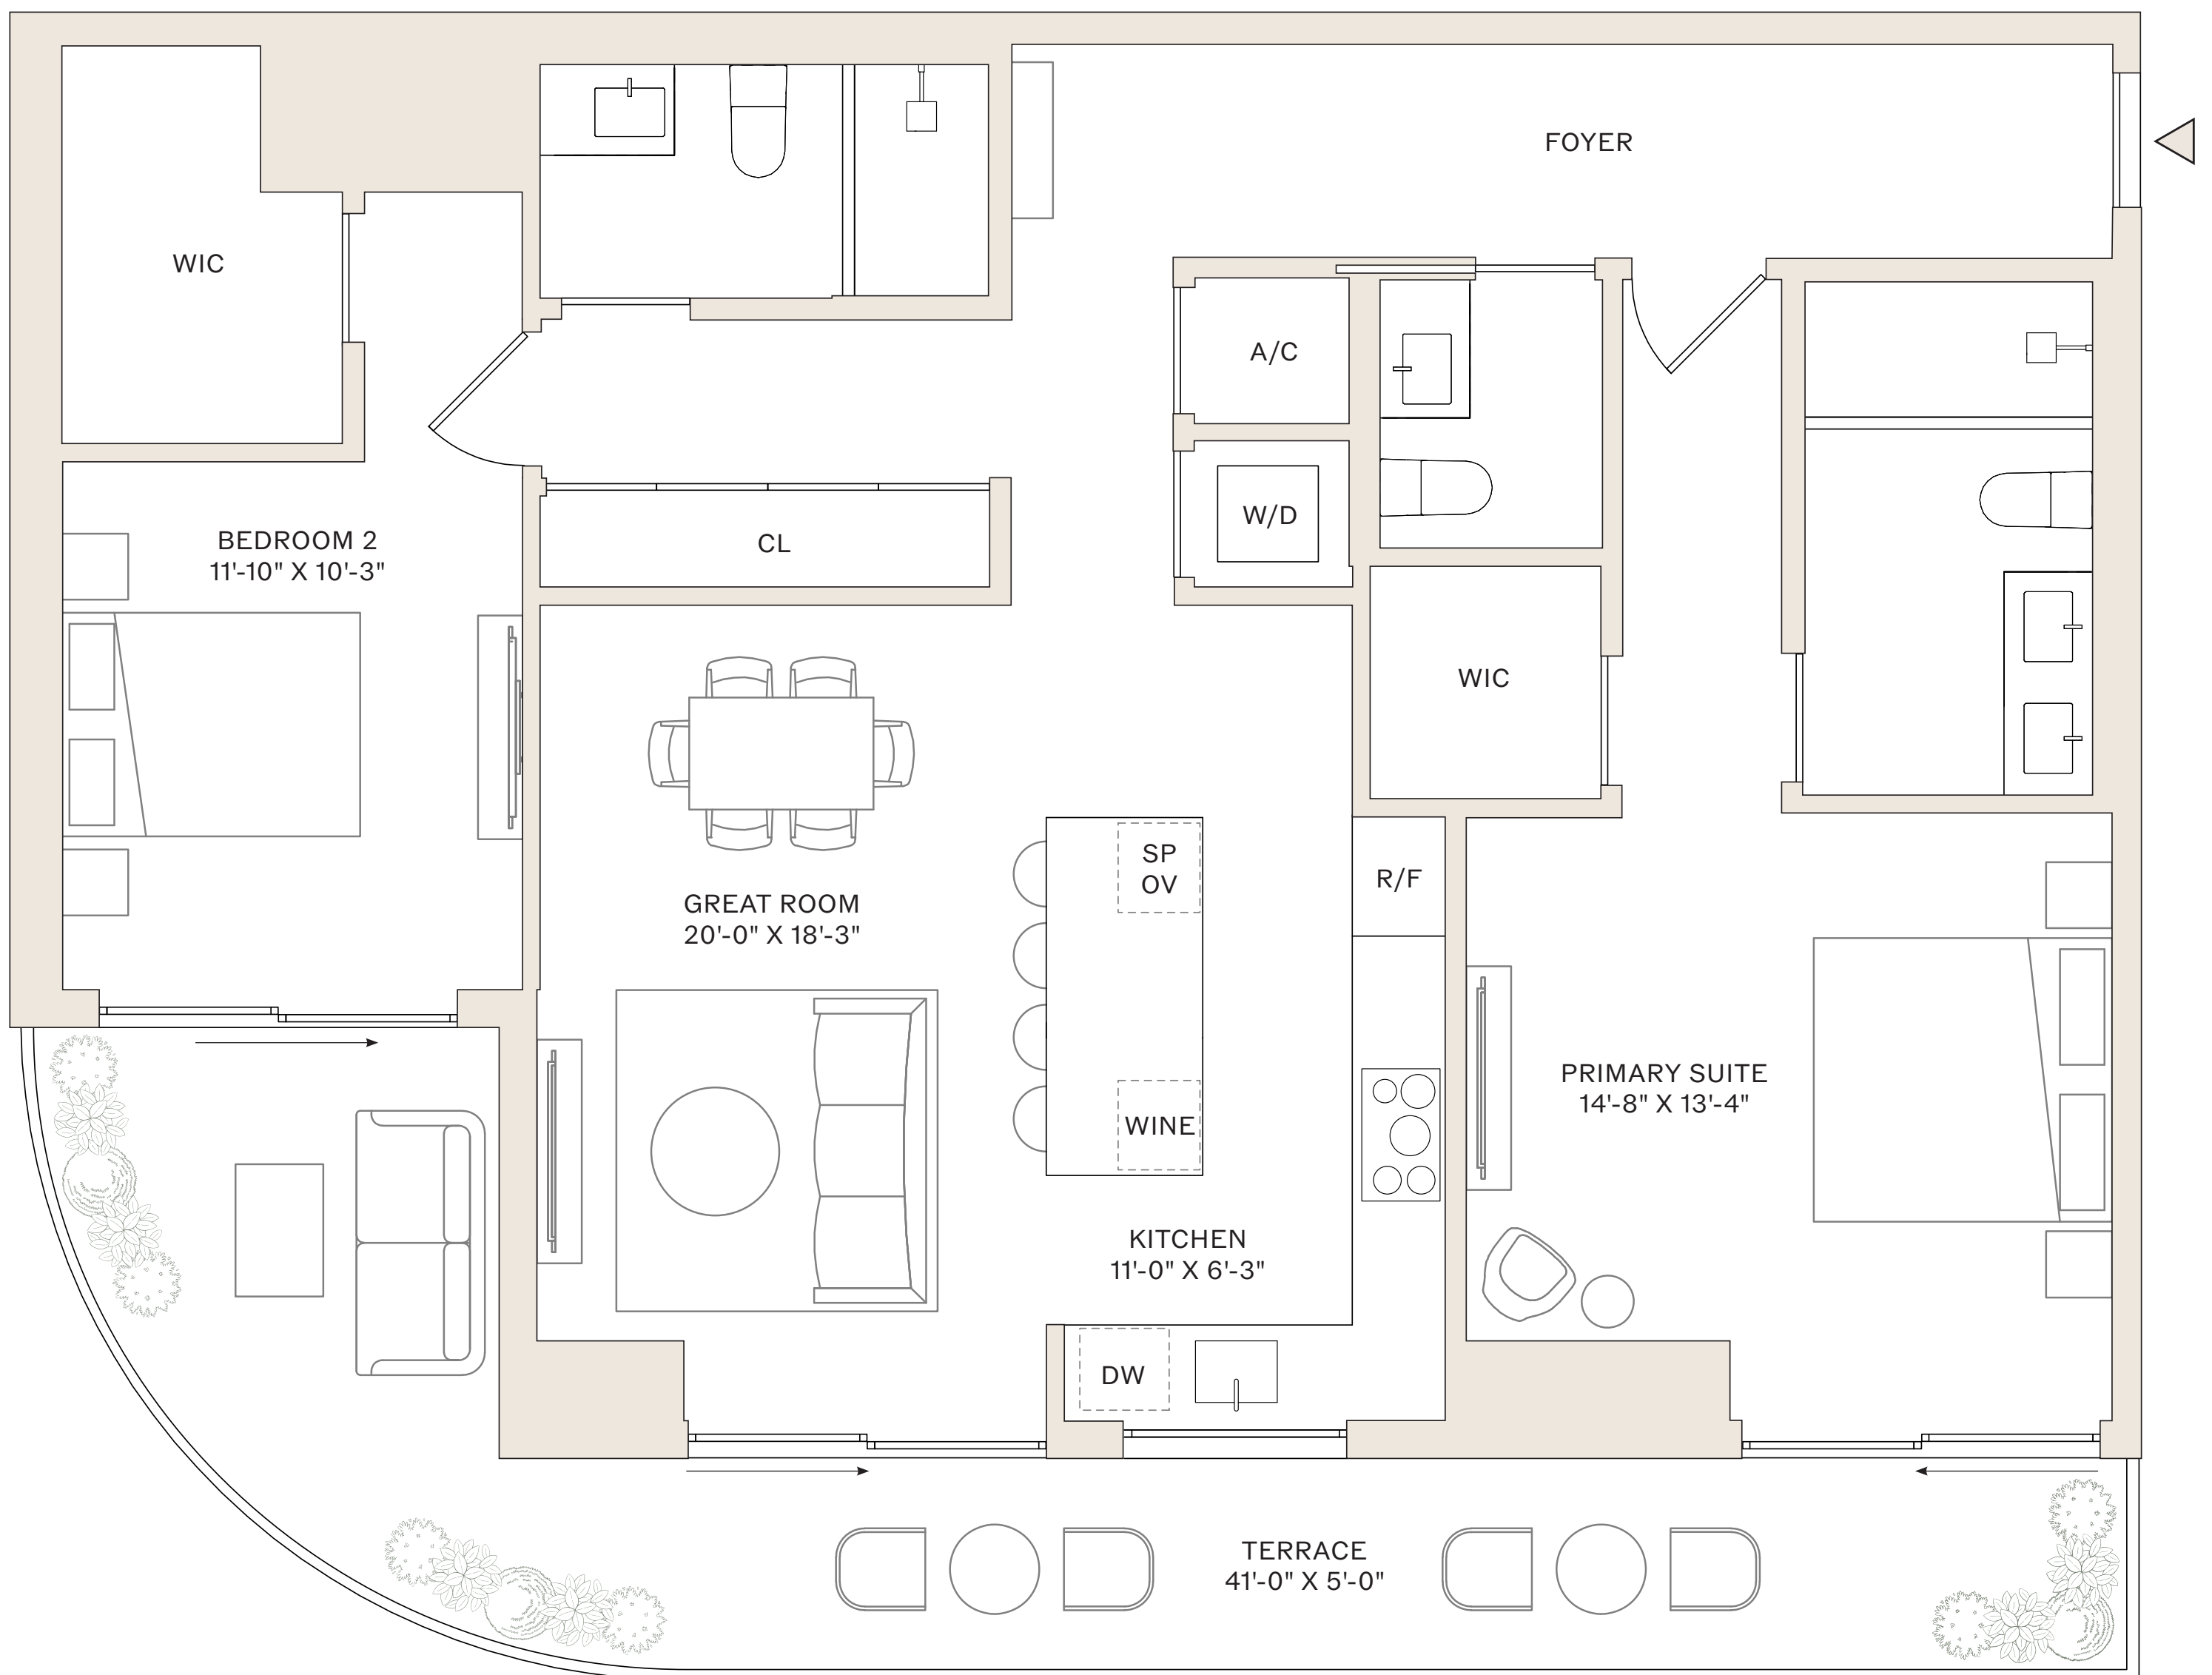 FOYER
WIC
A/C
W/D
CL
BEDROOM 2
11'-10" X 10'-3"
WIC
SP
OV
R/F
GREAT ROOM
20'-0" X 18'-3"
PRIMARY SUITE
14'-8" X 13'-4"
WINE
KITCHEN
11'-0" X 6'-3"
DW
TERRACE
41'-0" X 5'-0"